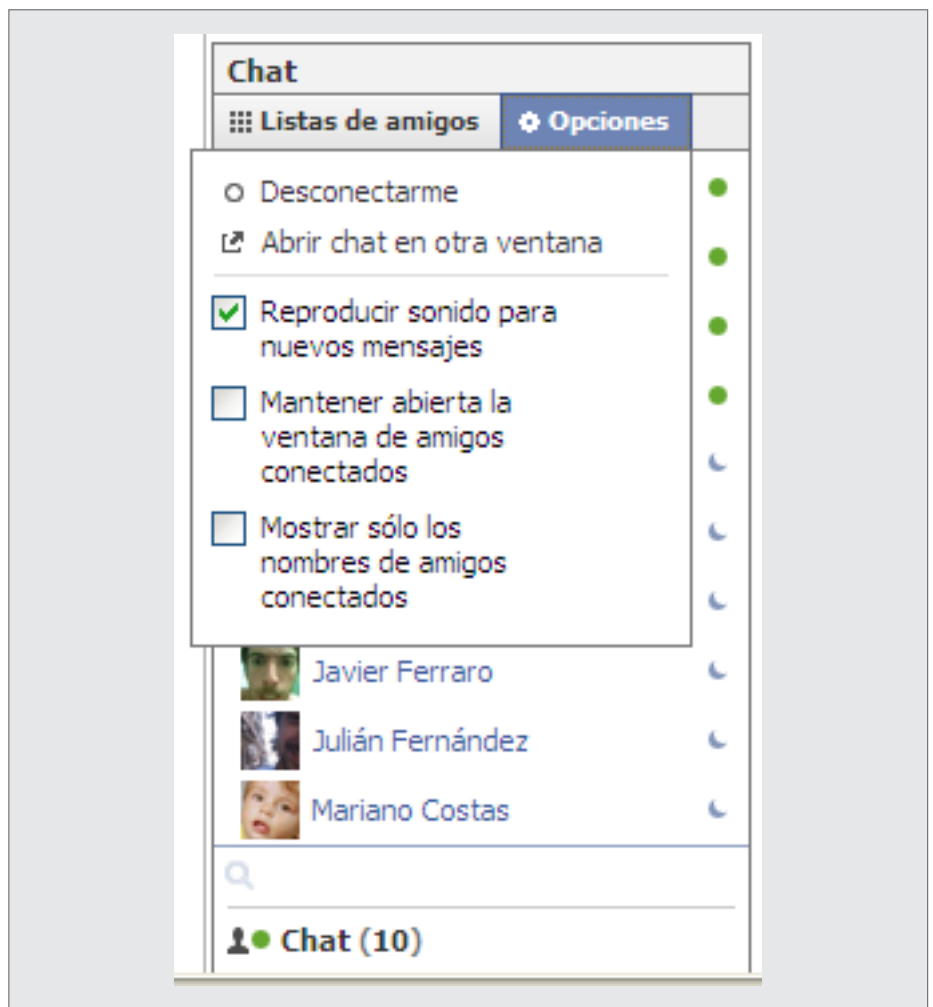 Chat
Listas de amigos Opciones
Desconectarme
Abrir chat en otra ventana
Reproducir sonido para
nuevos mensajes
Mantener abierta la
ventana de amigos
conectados
Mostrar sólo los
nombres de amigos
conectados
Javier Ferraro
Julián Fernández
Mariano Costas
Chat (10)